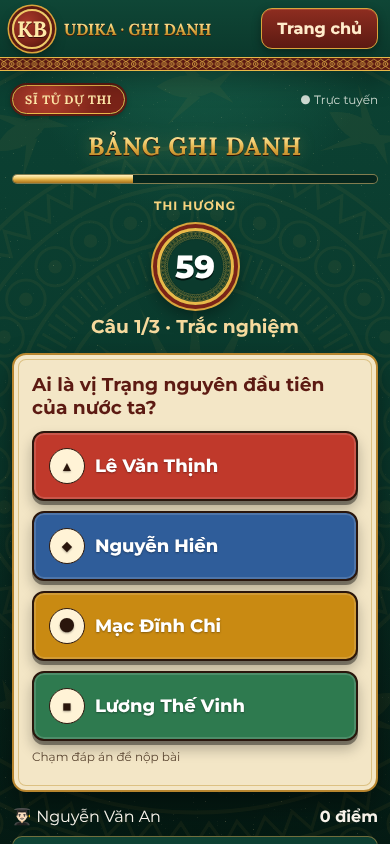 KB UDIKA · GHI DANH
Trang chủ
SĨ TỬ DỰ THI
Trực tuyến
BẢNG GHI DANH
THI HƯƠNG
59
Câu 1/3 · Trắc nghiệm
Ai là vị Trạng nguyên đầu tiên
của nước ta?
Lê Văn Thịnh
Nguyễn Hiền
Mạc Đĩnh Chi
Lương Thế Vinh
Chạm đáp án để nộp bài
Nguyễn Văn An
0 điểm